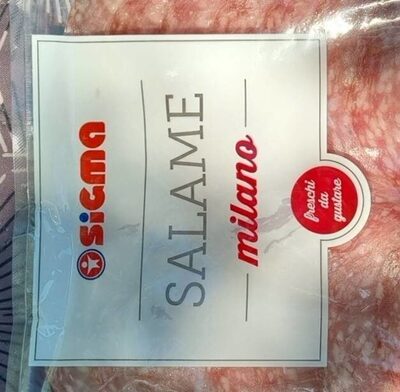 sigma
SALAME
milano
freschi
da
gustare